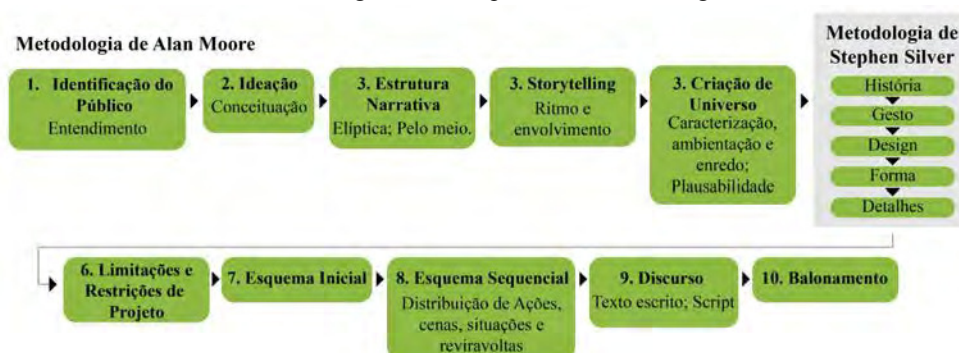 Metodologia de Alan Moore
1. Identificação do
Público
Entendimento
2. Ideação
Conceituação
3. Estrutura
Narrativa
Elíptica; Pelo meio.
3. Storytelling
Ritmo e
envolvimento
3. Criação de
Universo
Caracterização,
ambientação e
enredo;
Plausabilidade
Metodologia de
Stephen Silver
História
Gesto
Design
Forma
Detalhes
6. Limitações e
Restrições de
Projeto
7. Esquema Inicial
8. Esquema Sequencial
Distribuição de Ações,
cenas, situações e
reviravoltas
9. Discurso
Texto escrito; Script
10. Balonamento